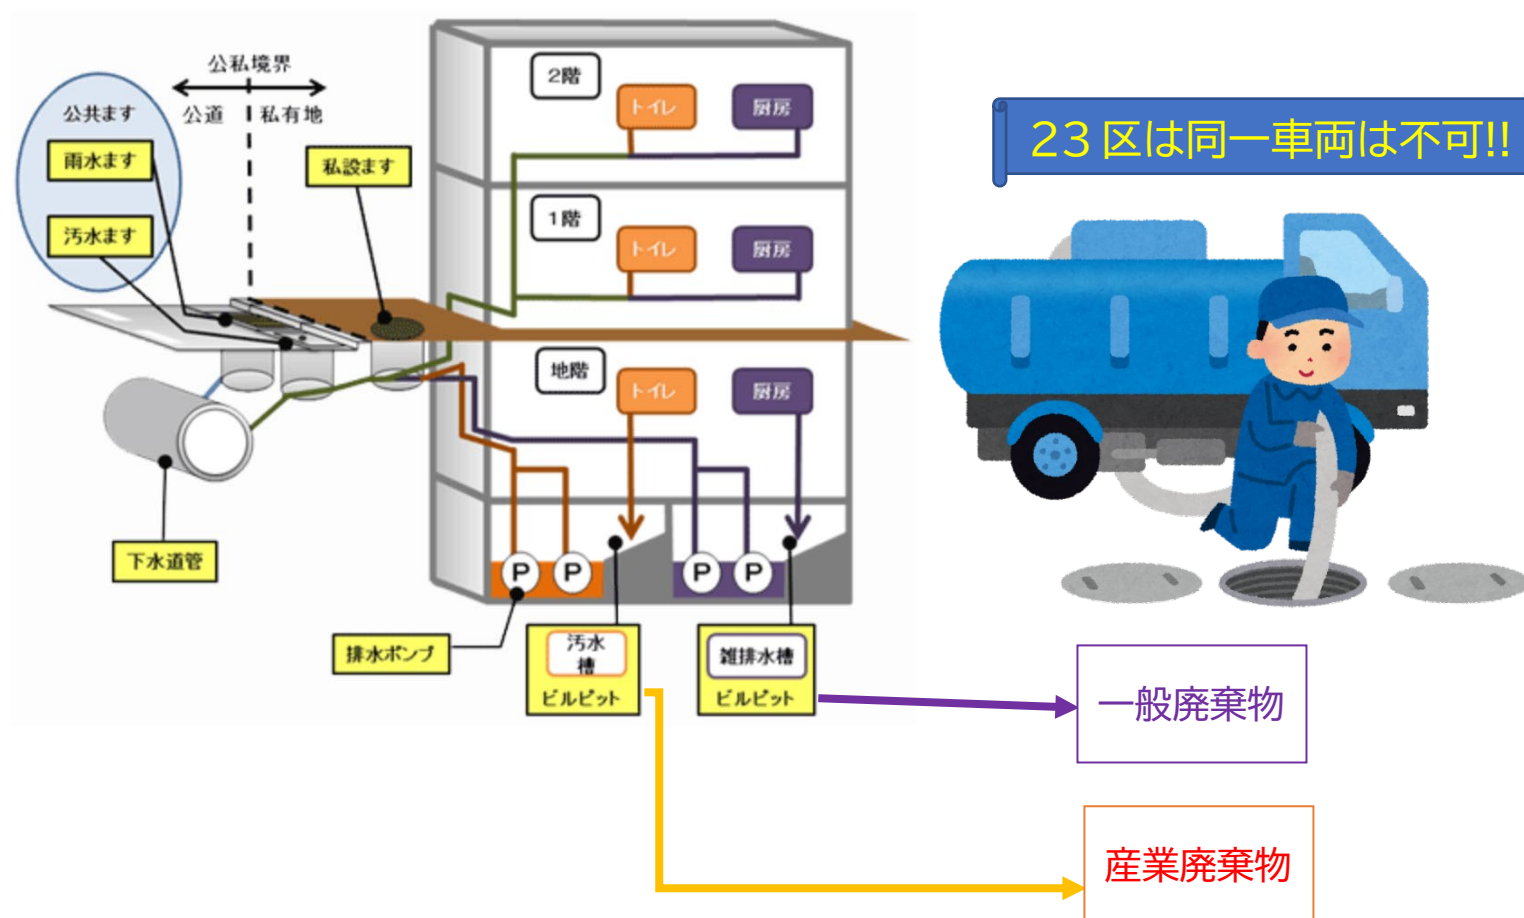 公私境界
公道
私有地
公共ます
雨水ます
汚水ます
私設ます
2階
トイレ
厨房
1階
トイレ
厨房
地階
トイレ
厨房
下水道管
P
P
P
P
排水ポンプ
汚水
槽
ビルピット
雑排水槽
ビルピット
23区は同一車両は不可!!
一般廃棄物
産業廃棄物